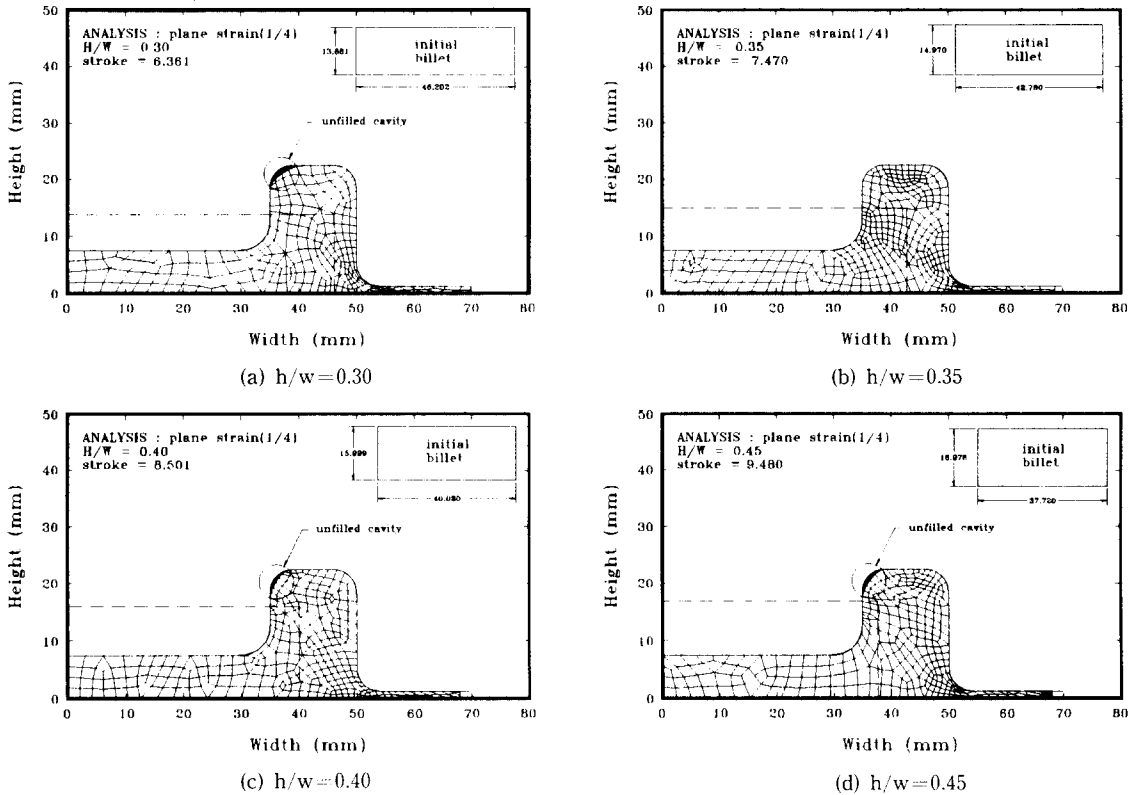 ANALYSIS : plane strain(1/4)
H/W = 0.30
stroke = 6.361
initial
billet
13.861
46.202
unfilled cavity
Height (mm)
50
40
30
20
10
0
0 10 20 30 40 50 60 70 80
Width (mm)
(a) h/w=0.30
ANALYSIS : plane strain(1/4)
H/W = 0.35
stroke = 7.470
initial
billet
14.970
42.780
Height (mm)
50
40
30
20
10
0
0 10 20 30 40 50 60 70 80
Width (mm)
(b) h/w=0.35
ANALYSIS : plane strain(1/4)
H/W = 0.40
stroke = 8.501
initial
billet
15.999
unfilled cavity
Height (mm)
50
40
30
20
10
0
0 10 20 30 40 50 60 70 80
Width (mm)
(c) h/w=0.40
ANALYSIS : plane strain(1/4)
H/W = 0.45
stroke = 9.480
initial
billet
37.720
unfilled cavity
Height (mm)
50
40
30
20
10
0
0 10 20 30 40 50 60 70 80
Width (mm)
(d) h/w=0.45